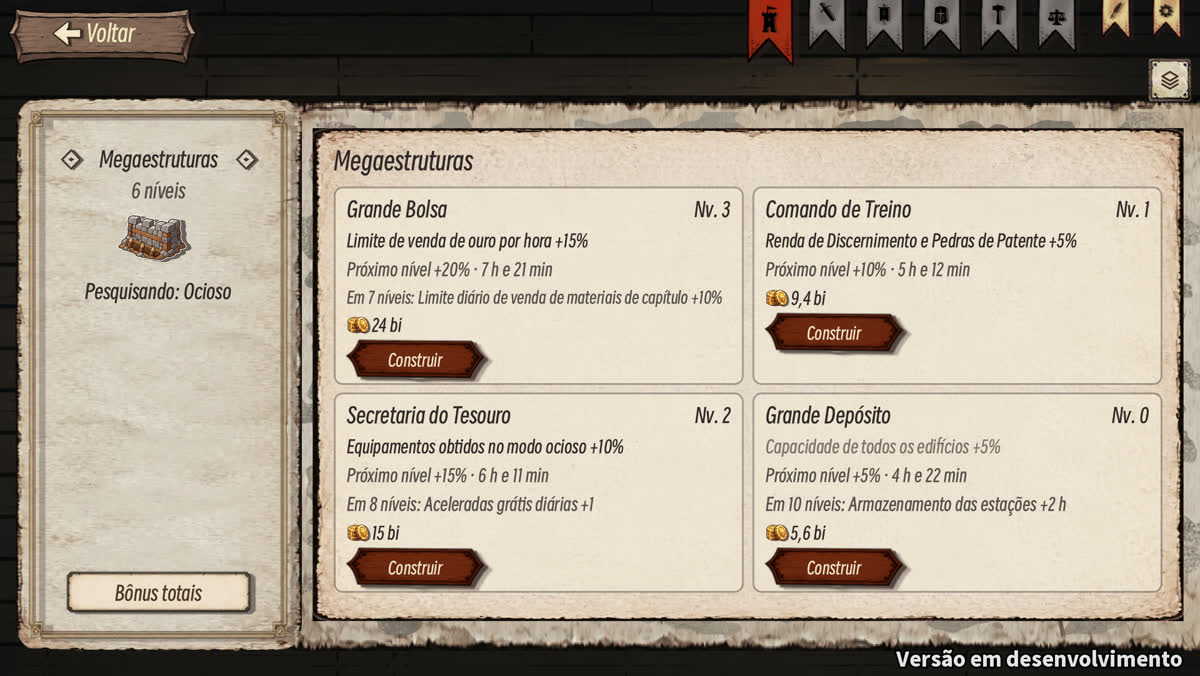 Voltar
Megaestruturas
6 níveis
Pesquisando: Ocioso
Bônus totais
Megaestruturas
Grande Bolsa Nv. 3
Limite de venda de ouro por hora +15%
Próximo nível +20% · 7 h e 21 min
Em 7 níveis: Limite diário de venda de materiais de capítulo +10%
24 bi
Construir
Comando de Treino Nv. 1
Renda de Discernimento e Pedras de Patente +5%
Próximo nível +10% · 5 h e 12 min
9,4 bi
Construir
Secretaria do Tesouro Nv. 2
Equipamentos obtidos no modo ocioso +10%
Próximo nível +15% · 6 h e 11 min
Em 8 níveis: Aceleradas grátis diárias +1
15 bi
Construir
Grande Depósito Nv. 0
Capacidade de todos os edifícios +5%
Próximo nível +5% · 4 h e 22 min
Em 10 níveis: Armazenamento das estações +2 h
5,6 bi
Construir
Versão em desenvolvimento